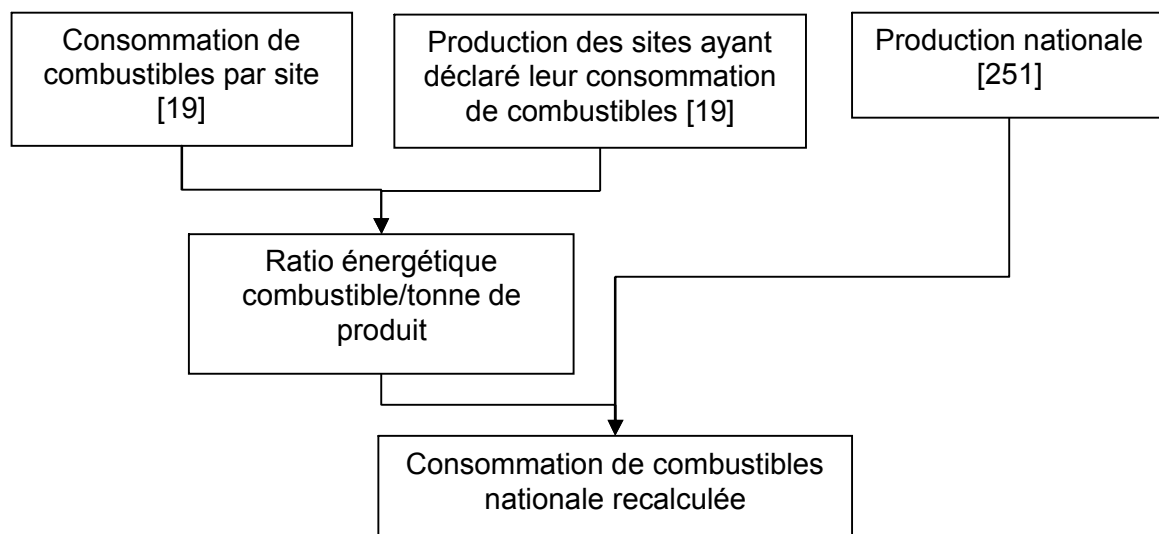 Consommation de
combustibles par site
[19]
Production des sites ayant
déclaré leur consommation
de combustibles [19]
Production nationale
[251]
Ratio énergétique
combustible/tonne de
produit
Consommation de combustibles
nationale recalculée